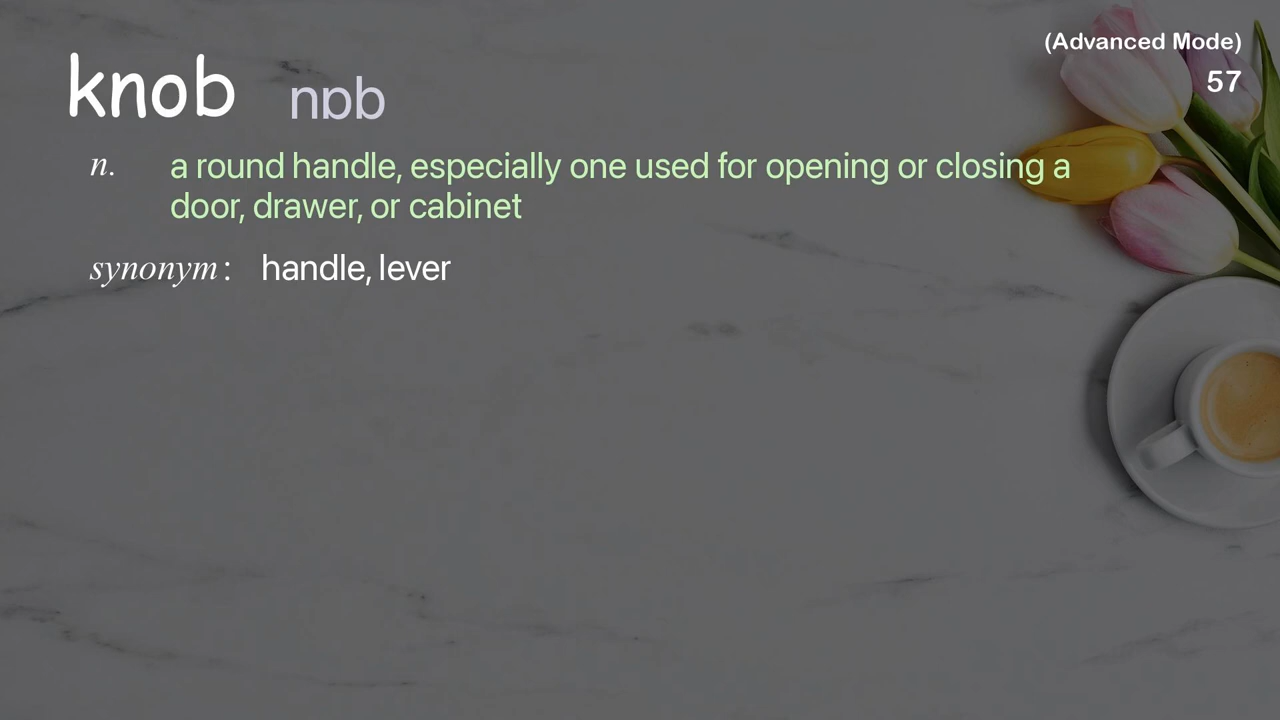 (Advanced Mode)
57
knob nɒb
n. a round handle, especially one used for opening or closing a
door, drawer, or cabinet
synonym : handle, lever